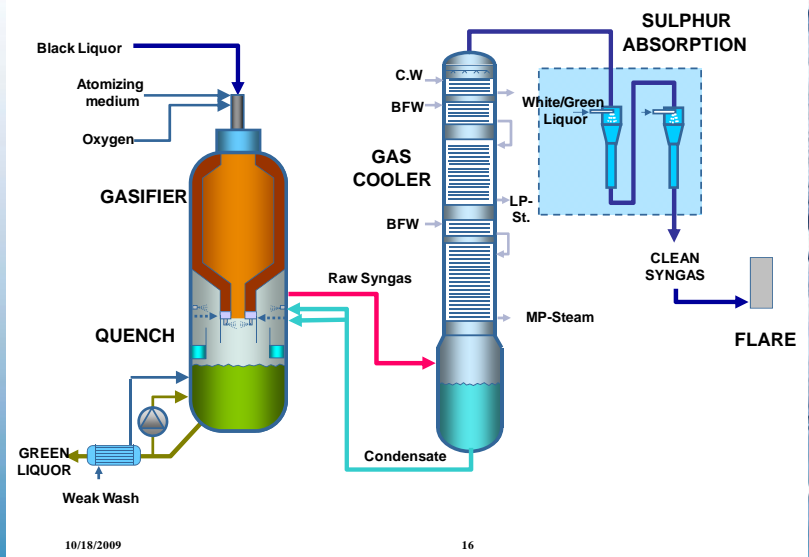 SULPHUR
ABSORPTION
Black Liquor
Atomizing
medium
Oxygen
C.W
BFW
White/Green
Liquor
GAS
COOLER
GASIFIER
LP-
St.
BFW
CLEAN
SYNGAS
Raw Syngas
MP-Steam
QUENCH
FLARE
GREEN
LIQUOR
Condensate
Weak Wash
10/18/2009
16